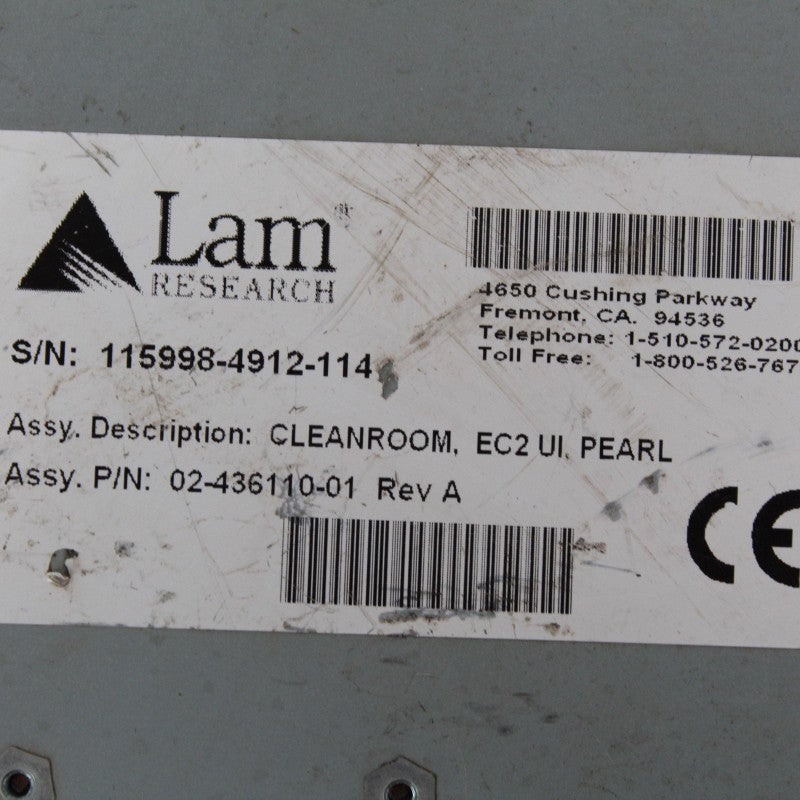 Lam®
RESEARCH
4650 Cushing Parkway
Fremont, CA. 94536
Telephone: 1-510-572-0200
Toll Free: 1-800-526-767
S/N: 115998-4912-114
Assy. Description: CLEANROOM, EC2 UI, PEARL
Assy. P/N: 02-436110-01 Rev A
CE